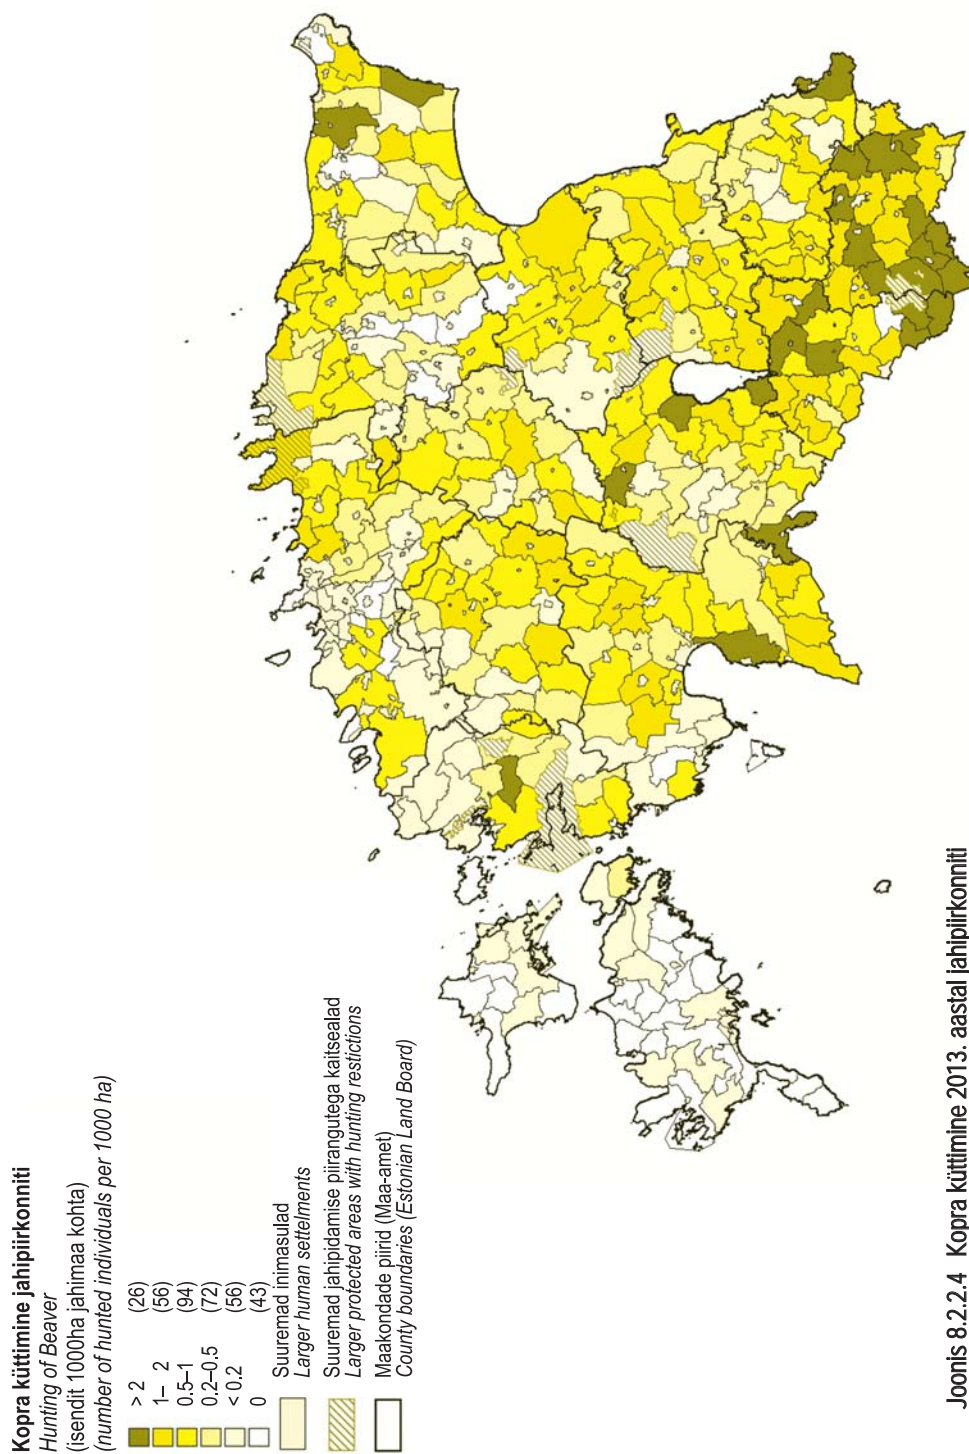 Kopra küttimine jahipiirkonniti
Hunting of Beaver
(isendit 1000ha jahimaa kohta)
(number of hunted individuals per 1000 ha)
> 2 (26)
1– 2 (56)
0.5–1 (94)
0.2–0.5 (72)
< 0.2 (56)
0 (43)
Suuremad inimasulad
Larger human settelments
Suuremad jahipidamise piirangutega kaitsealad
Larger protected areas with hunting restictions
Maakondade piirid (Maa-amet)
County boundaries (Estonian Land Board)
Joonis 8.2.2.4 Kopra küttimine 2013. aastal jahipiirkonniti